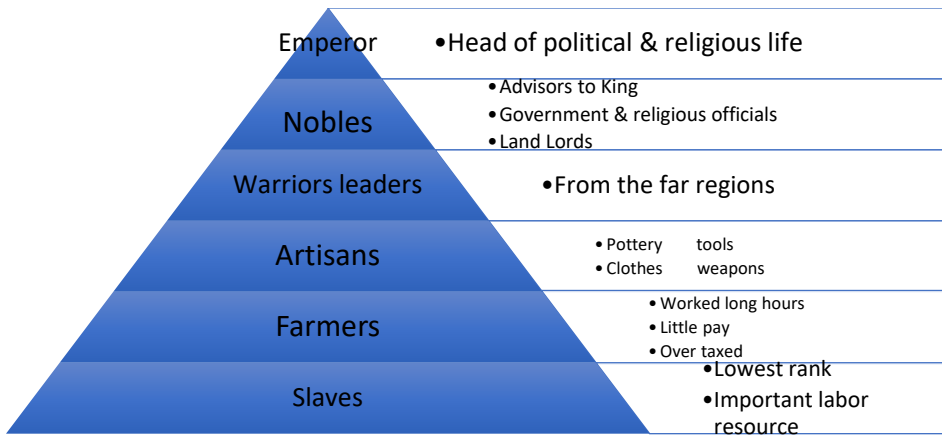 Emperor
•Head of political & religious life
Nobles
•Advisors to King
•Government & religious officials
•Land Lords
Warriors leaders
•From the far regions
Artisans
•Pottery tools
•Clothes weapons
Farmers
•Worked long hours
•Little pay
•Over taxed
Slaves
•Lowest rank
•Important labor
resource